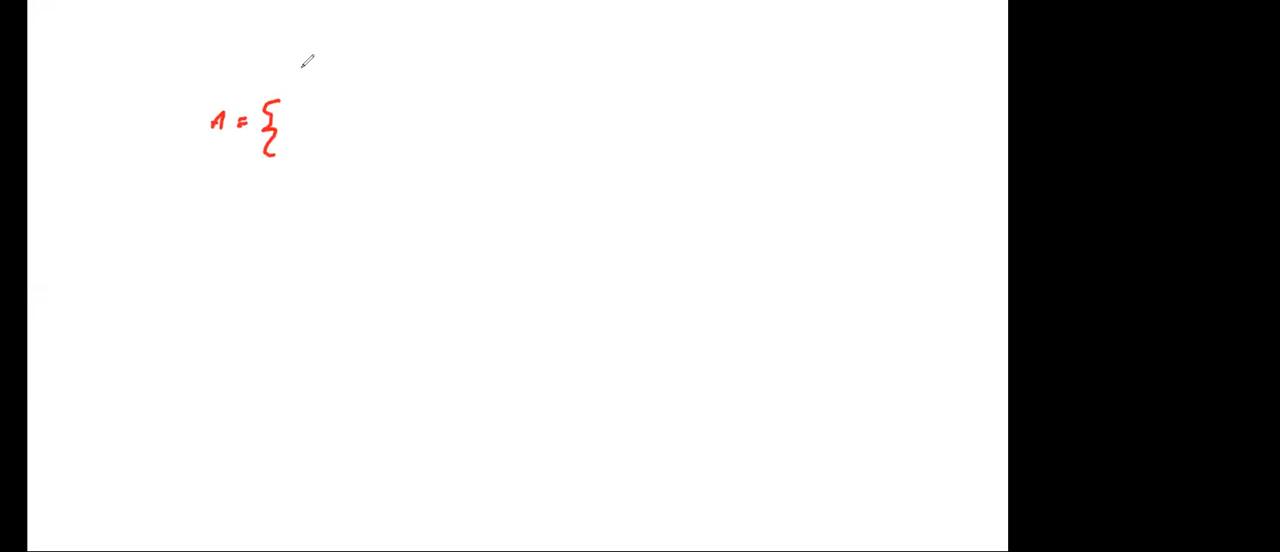 A = {